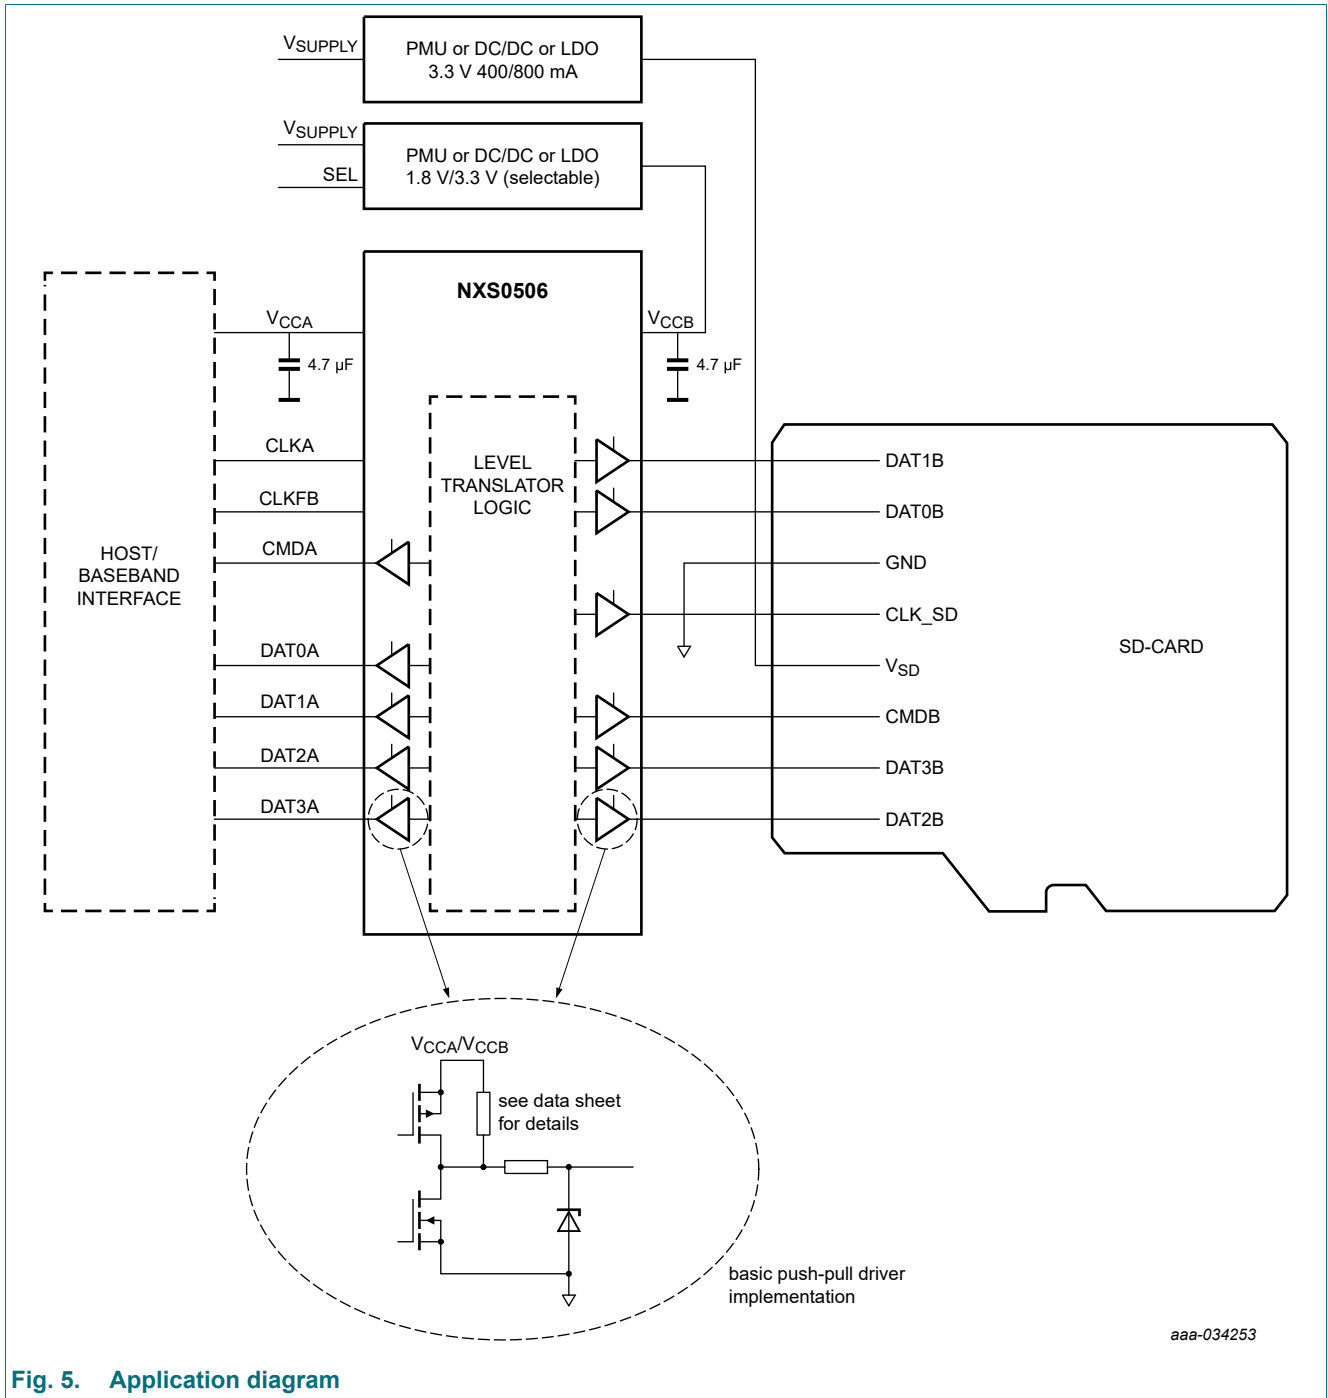 VSUPPLY
PMU or DC/DC or LDO
3.3 V 400/800 mA
VSUPPLY
SEL
PMU or DC/DC or LDO
1.8 V/3.3 V (selectable)
NXS0506
VCCA
4.7 µF
VCCB
4.7 µF
HOST/
BASEBAND
INTERFACE
CLKA
CLKFB
CMDA
DAT0A
DAT1A
DAT2A
DAT3A
LEVEL
TRANSLATOR
LOGIC
DAT1B
DAT0B
GND
CLK_SD
VSD
CMDB
DAT3B
DAT2B
SD-CARD
VCCA/VCCB
see data sheet
for details
basic push-pull driver
implementation
aaa-034253
Fig. 5. Application diagram